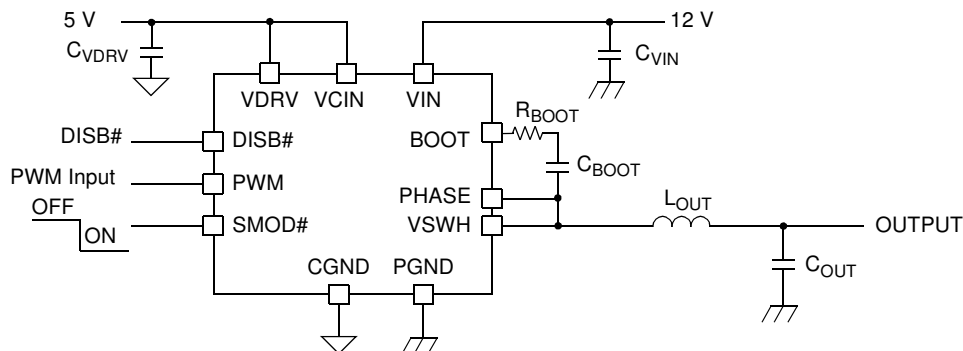 5 V
12 V
CVDRV
CVIN
VDRV
VCIN
VIN
RBOOT
DISB#
DISB#
BOOT
CBOOT
PWM Input
PWM
PHASE
LOUT
OFF
ON
SMOD#
VSWH
OUTPUT
CGND
PGND
COUT